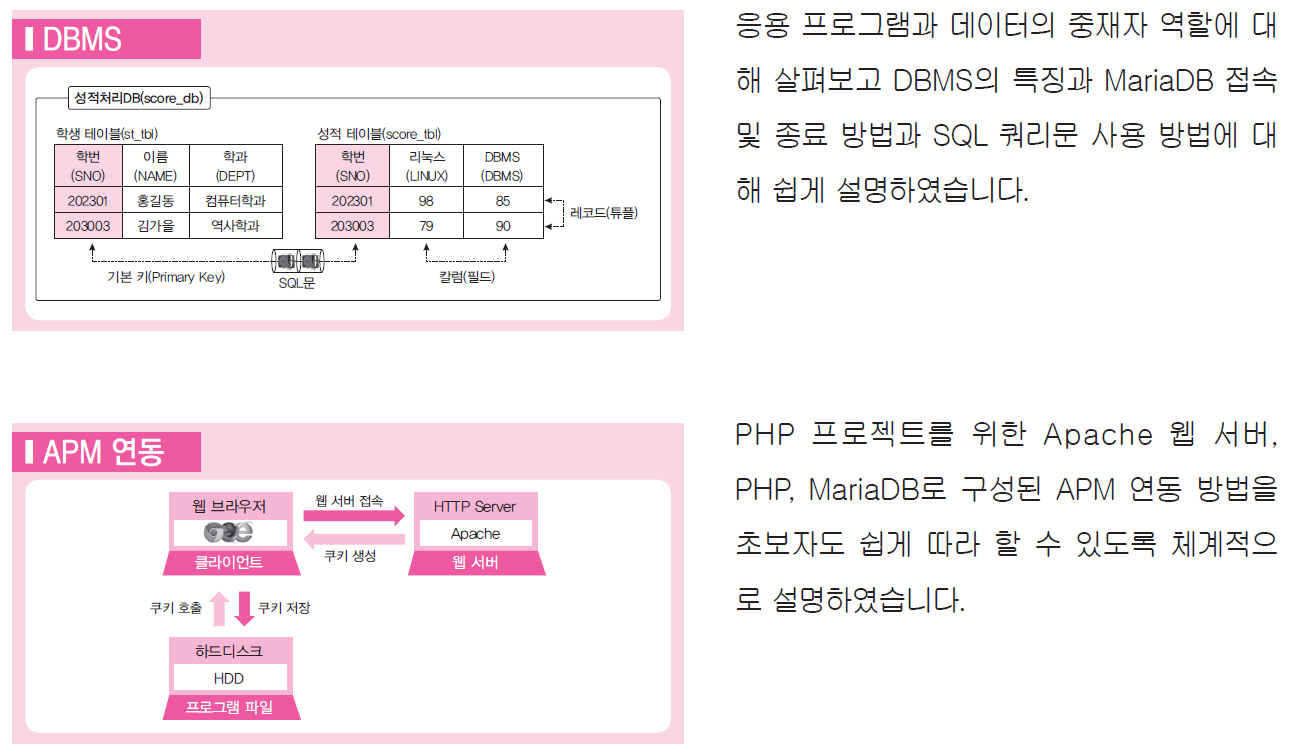 DBMS
성적처리DB(score_db)
학생 테이블(st_tbl)
학번 이름 학과
(SNO) (NAME) (DEPT)
202301 홍길동 컴퓨터학과
203003 김가을 역사학과
성적 테이블(score_tbl)
학번 리눅스 DBMS
(SNO) (LINUX) (DBMS)
202301 98 85
203003 79 90
레코드(튜플)
기본 키(Primary Key)
SQL문
칼럼(필드)
응용 프로그램과 데이터의 중재자 역할에 대
해 살펴보고 DBMS의 특징과 MariaDB 접속
및 종료 방법과 SQL 쿼리문 사용 방법에 대
해 쉽게 설명하였습니다.
APM 연동
웹 브라우저
클라이언트
웹 서버 접속
쿠키 생성
HTTP Server
Apache
웹 서버
쿠키 호출
쿠키 저장
하드디스크
HDD
프로그램 파일
PHP 프로젝트를 위한 Apache 웹 서버,
PHP, MariaDB로 구성된 APM 연동 방법을
초보자도 쉽게 따라 할 수 있도록 체계적으
로 설명하였습니다.